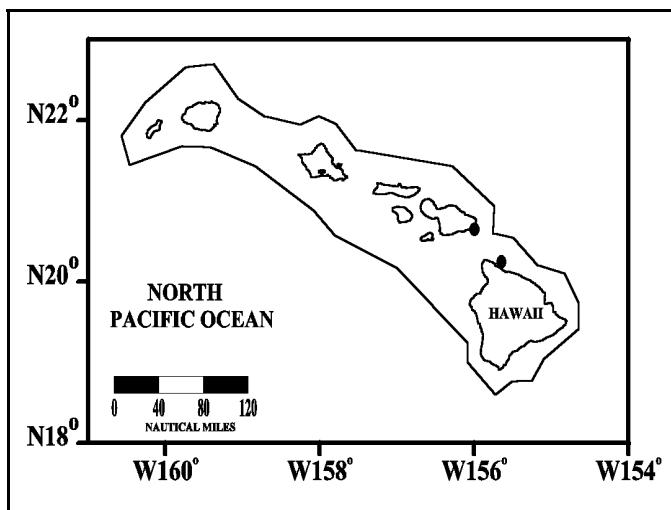 N22°
N20°
NORTH
PACIFIC OCEAN
HAWAII
0 40 80 120
NAUTICAL MILES
N18°
W160° W158° W156° W154°